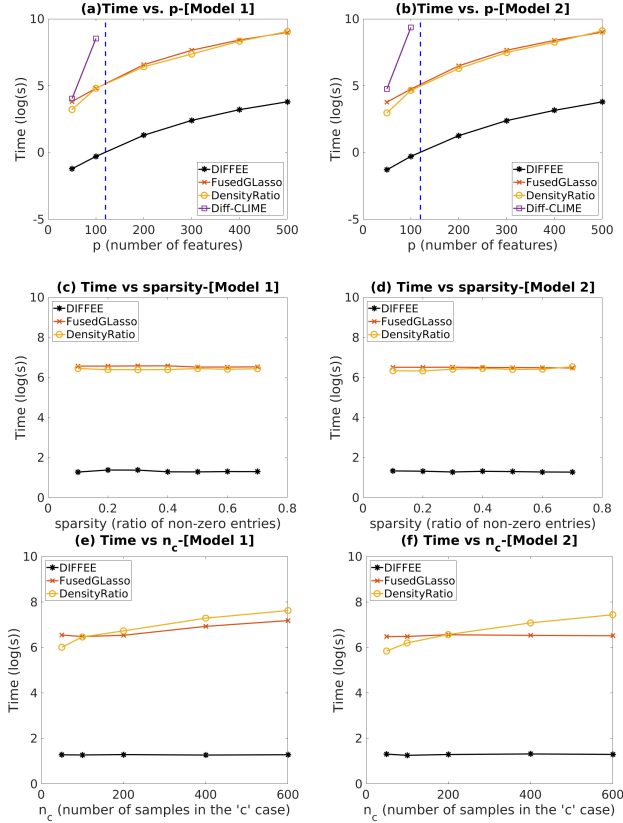 (a)Time vs. p-[Model 1]
Time (log(s))
10
5
0
-5
DIFFEE
FusedGLasso
DensityRatio
Diff-CLIME
0 100 200 300 400 500
p (number of features)
(b)Time vs. p-[Model 2]
Time (log(s))
10
5
0
-5
DIFFEE
FusedGLasso
DensityRatio
Diff-CLIME
0 100 200 300 400 500
p (number of features)
(c) Time vs sparsity-[Model 1]
Time (log(s))
10
8
6
4
2
0
DIFFEE
FusedGLasso
DensityRatio
0 0.2 0.4 0.6 0.8
sparsity (ratio of non-zero entries)
(d) Time vs sparsity-[Model 2]
Time (log(s))
10
8
6
4
2
0
DIFFEE
FusedGLasso
DensityRatio
0 0.2 0.4 0.6 0.8
sparsity (ratio of non-zero entries)
(e) Time vs n_c-[Model 1]
Time (log(s))
10
8
6
4
2
0
DIFFEE
FusedGLasso
DensityRatio
0 200 400 600
n_c (number of samples in the 'c' case)
(f) Time vs n_c-[Model 2]
Time (log(s))
10
8
6
4
2
0
DIFFEE
FusedGLasso
DensityRatio
0 200 400 600
n_c (number of samples in the 'c' case)